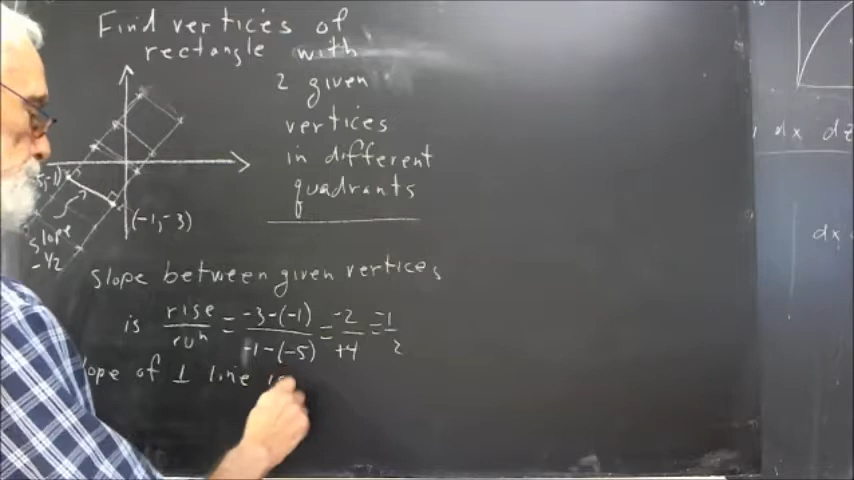 Find vertices of
rectangle with
2 given
vertices
in different
quadrants
5,-1)
(-1,-3)
slope
-1/2
slope between given vertices
is rise/run = -3-(-1)/-1-(-5) = -2/+4 = -1/2
lope of ⊥ line is
dx dz
dx